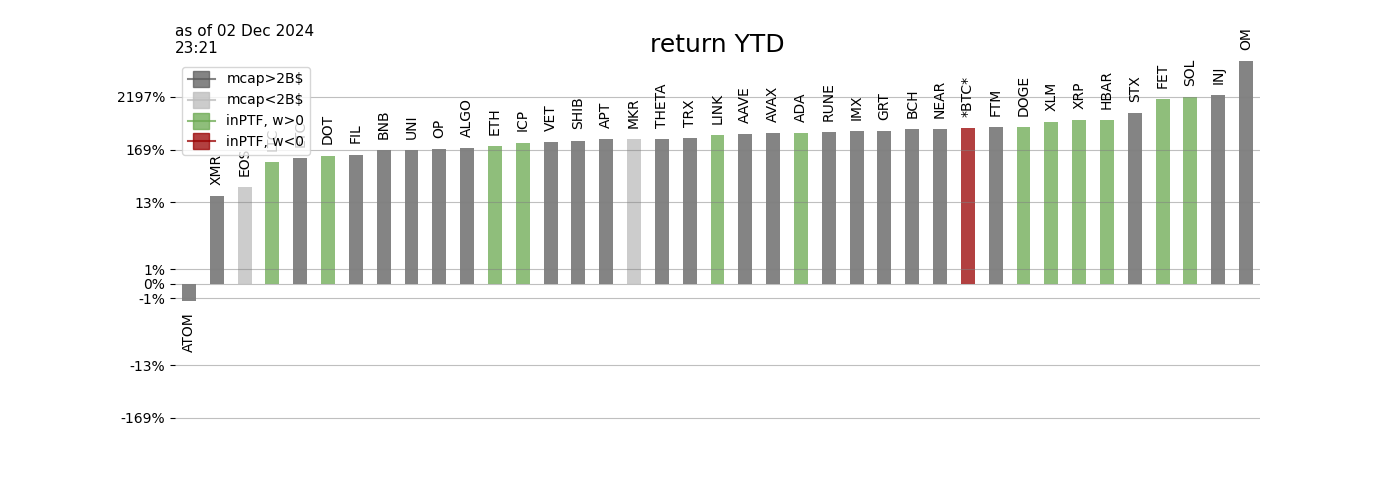 as of 02 Dec 2024
23:21
return YTD
mcap>2B$
mcap<2B$
inPTF, w>0
inPTF, w<0
2197%
169%
13%
1%
0%
-1%
-13%
-169%
ATOM
XMR
EOS
DOT
FIL
BNB
UNI
OP
ALGO
ETH
ICP
VET
SHIB
APT
MKR
THETA
TRX
LINK
AAVE
AVAX
ADA
RUNE
IMX
GRT
BCH
NEAR
*BTC*
FTM
DOGE
XLM
XRP
HBAR
STX
FET
SOL
INJ
OM